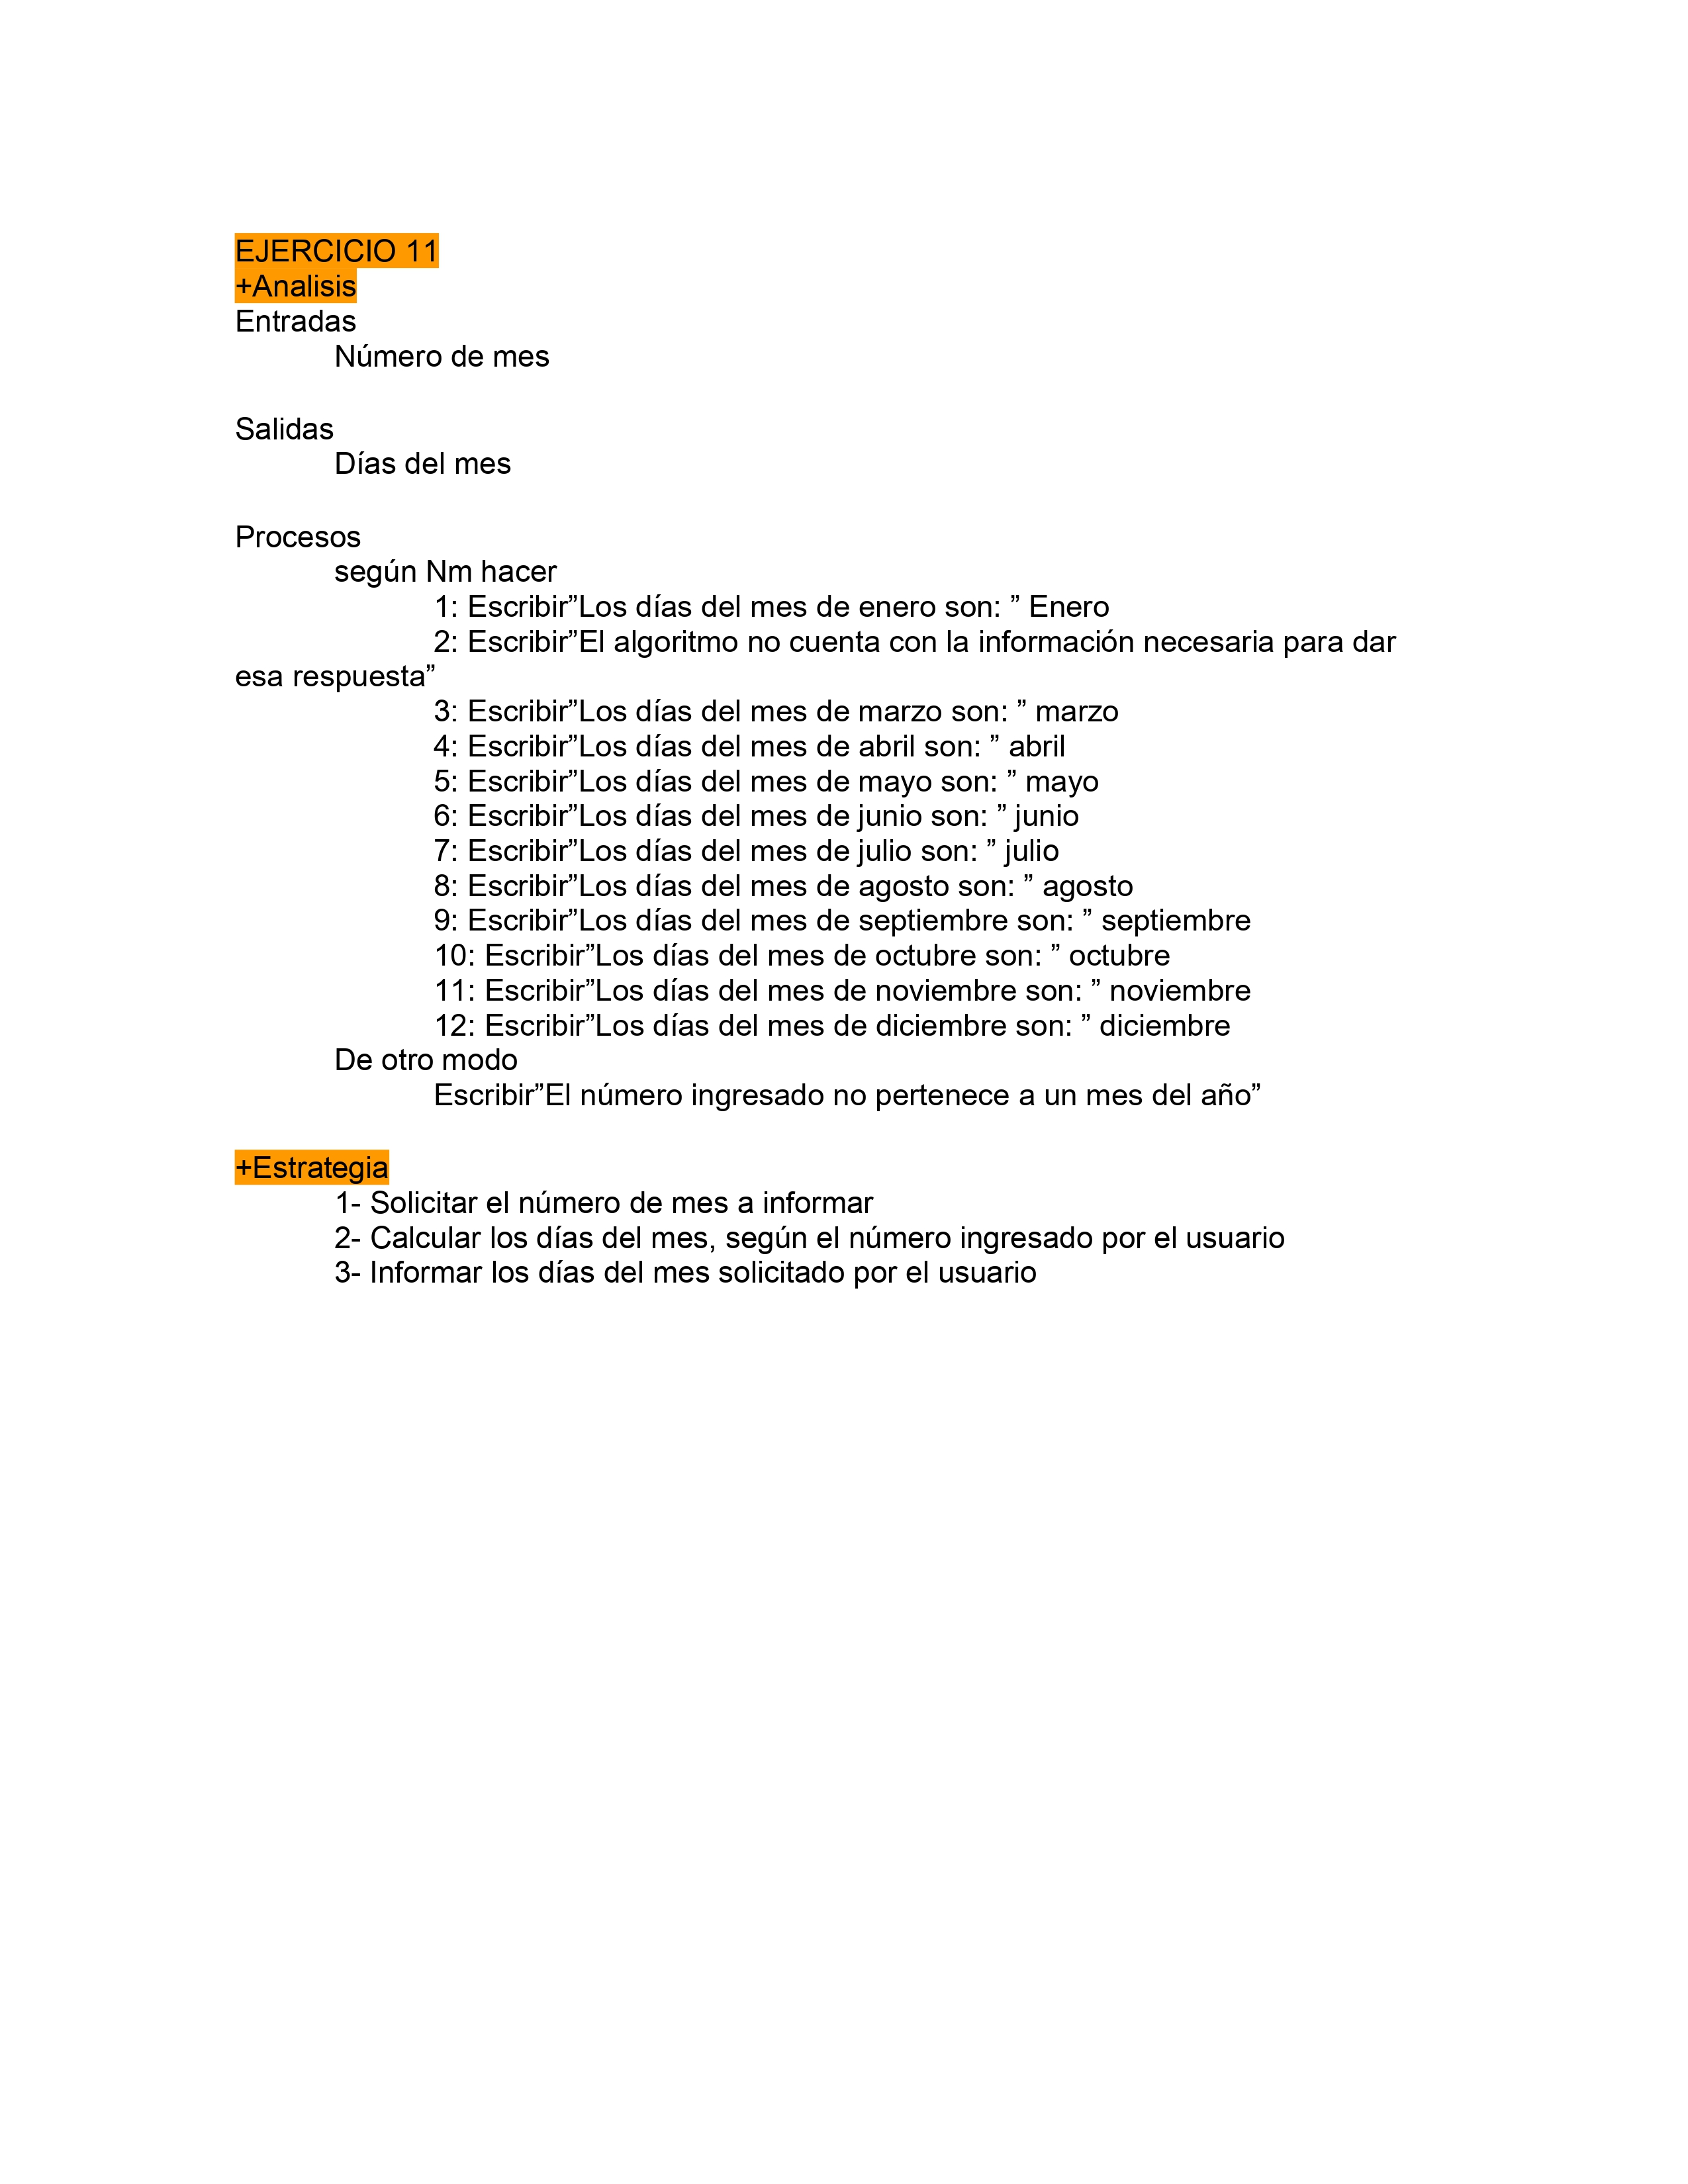 EJERCICIO 11
+Analisis
Entradas
Número de mes
Salidas
Días del mes
Procesos
según Nm hacer
1: Escribir”Los días del mes de enero son: ” Enero
2: Escribir”El algoritmo no cuenta con la información necesaria para dar
esa respuesta”
3: Escribir”Los días del mes de marzo son: ” marzo
4: Escribir”Los días del mes de abril son: ” abril
5: Escribir”Los días del mes de mayo son: ” mayo
6: Escribir”Los días del mes de junio son: ” junio
7: Escribir”Los días del mes de julio son: ” julio
8: Escribir”Los días del mes de agosto son: ” agosto
9: Escribir”Los días del mes de septiembre son: ” septiembre
10: Escribir”Los días del mes de octubre son: ” octubre
11: Escribir”Los días del mes de noviembre son: ” noviembre
12: Escribir”Los días del mes de diciembre son: ” diciembre
De otro modo
Escribir”El número ingresado no pertenece a un mes del año”
+Estrategia
1- Solicitar el número de mes a informar
2- Calcular los días del mes, según el número ingresado por el usuario
3- Informar los días del mes solicitado por el usuario